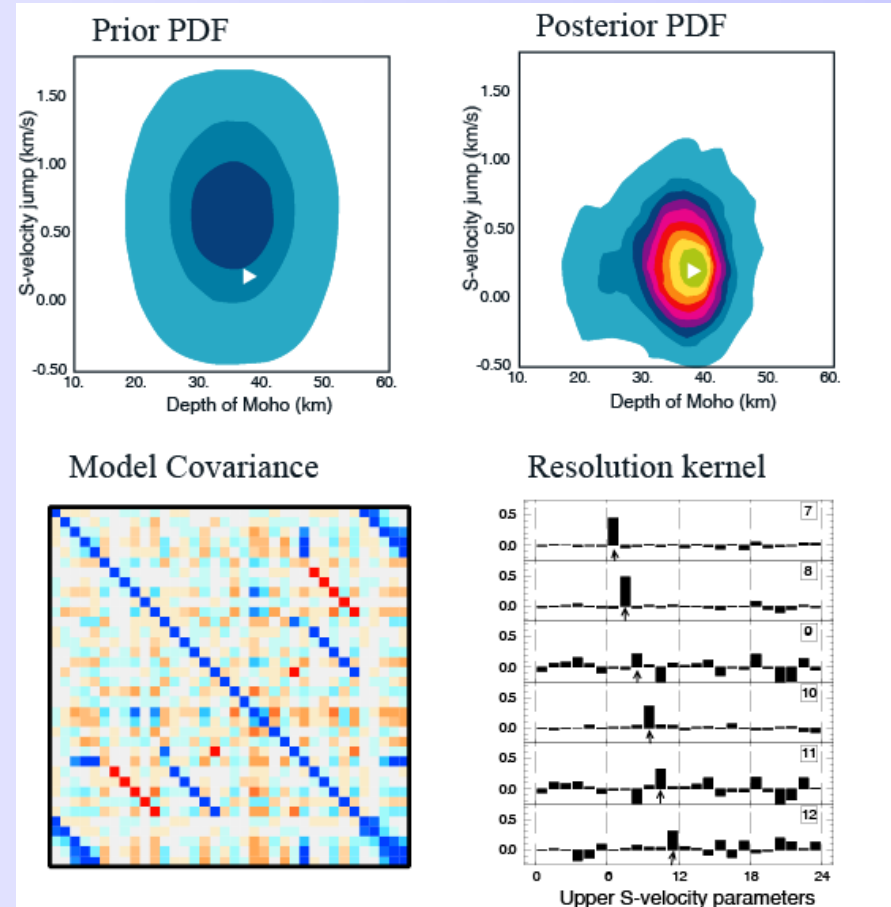 Prior PDF
S-velocity jump (km/s)
1.50
1.00
0.50
0.00
-0.50
10. 20. 30. 40. 50. 60.
Depth of Moho (km)
Posterior PDF
S-velocity jump (km/s)
1.50
1.00
0.50
0.00
-0.50
10. 20. 30. 40. 50. 60.
Depth of Moho (km)
Model Covariance
Resolution kernel
0.5
0.0
7
0.5
0.0
8
0.5
0.0
9
0.5
0.0
10
0.5
0.0
11
0.5
0.0
12
0 6 12 18 24
Upper S-velocity parameters